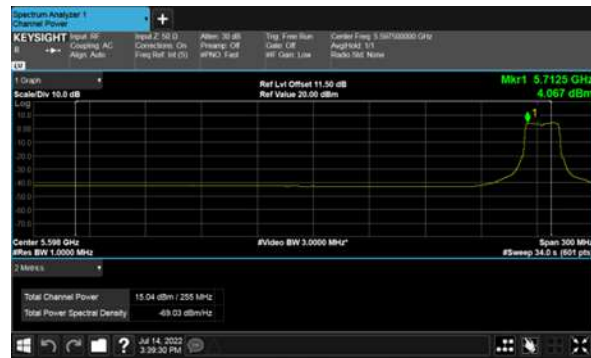 Spectrum Analyzer 1
Channel Power
+
KEYSIGHT Input: RF
Coupling: AC
Align: Auto
Input Z: 50 Ω
Corrections: On
Freq Ref: Int (S)
Atten: 30 dB
Preamp: Off
#PNO: Fast
Trig: Free Run
Gate: Off
#IF Gain: Low
Center Freq: 5.597500000 GHz
Avg|Hold: 1/1
Radio Std: None
1 Graph
Scale/Div 10.0 dB
Ref Lvl Offset 11.50 dB
Ref Value 20.00 dBm
Mkr1 5.7125 GHz
4.067 dBm
Log
10.0
0.00
-10.0
-20.0
-30.0
-40.0
-50.0
-60.0
-70.0
1
Center 5.598 GHz
#Res BW 1.0000 MHz
#Video BW 3.0000 MHz*
Span 300 MHz
#Sweep 34.0 s (601 pts)
2 Metrics
Total Channel Power 15.04 dBm / 255 MHz
Total Power Spectral Density -69.03 dBm/Hz
?
Jul 14, 2022
3:39:30 PM